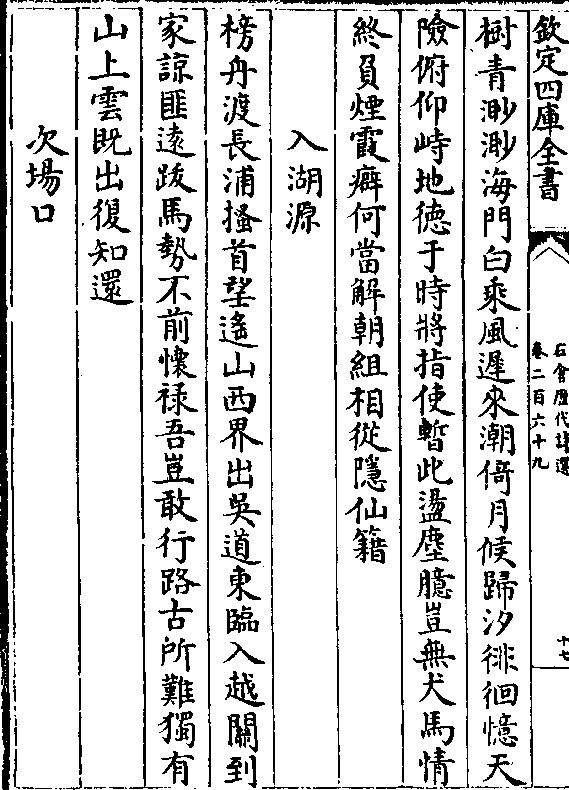 欽定四庫全書
石倉歷代詩選
卷二百六十九
十七
樹青渺渺海門白乘風遲來潮倚月候歸汐徘徊憶天
險俯仰峙地德于時將指使暫此盪塵臆豈無犬馬情
終負煙霞癖何當解朝組相從隱仙籍
入湖源
榜舟渡長浦搔首望遙山西界出吳道東臨入越關到
家諒匪逺跋馬勢不前懷禄吾豈敢行路古所難獨有
山上雲既出復知還
次場口